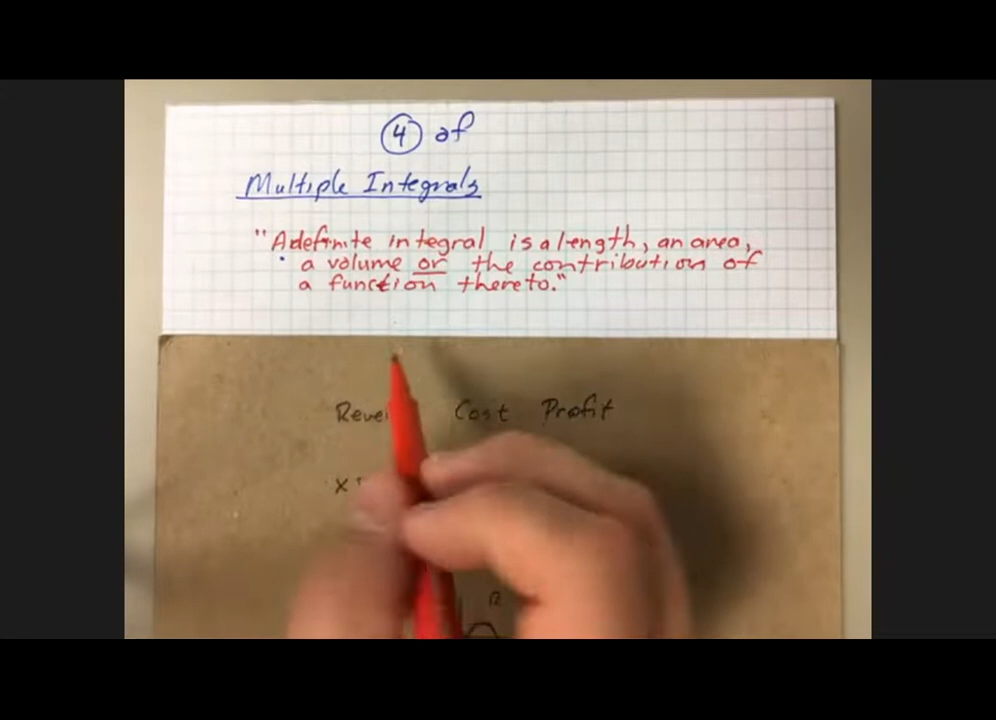 ④ of
Multiple Integrals
"A definite integral is a length, an area,
a volume or the contribution of
a function thereto."
Cost Profit
X
R